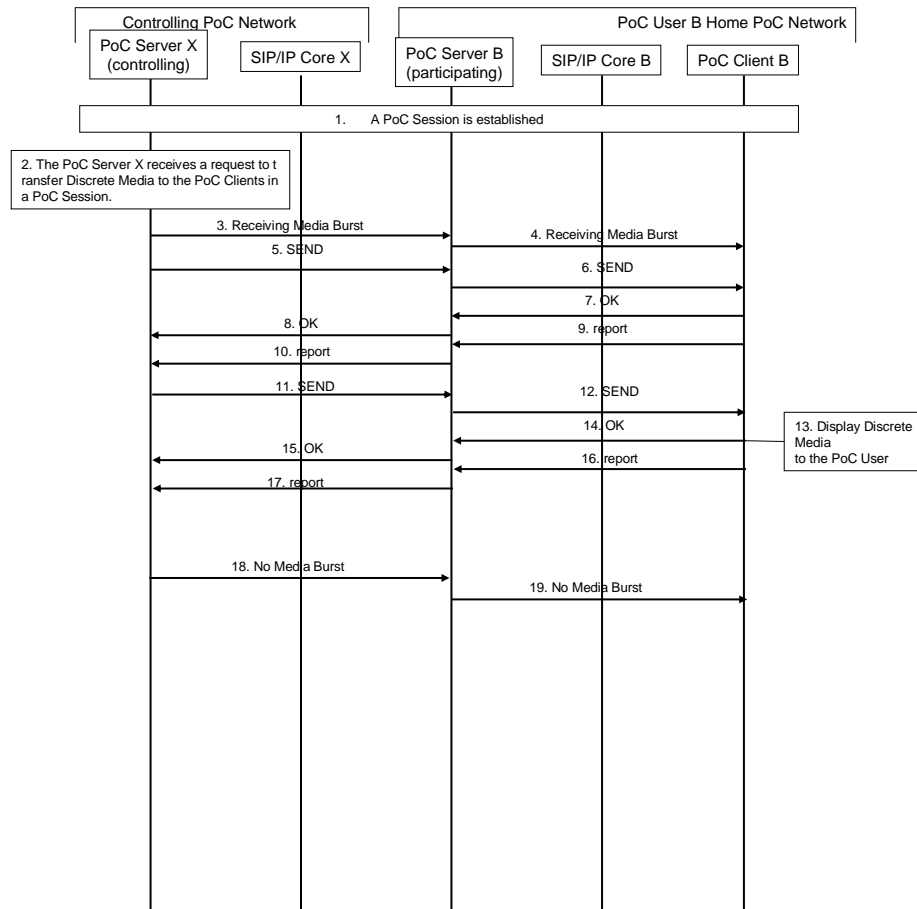 Controlling PoC Network
PoC User B Home PoC Network
PoC Server X
(controlling)
SIP/IP Core X
PoC Server B
(participating)
SIP/IP Core B
PoC Client B
1. A PoC Session is established
2. The PoC Server X receives a request to t
ransfer Discrete Media to the PoC Clients in
a PoC Session.
3. Receiving Media Burst
4. Receiving Media Burst
5. SEND
6. SEND
7. OK
8. OK
9. report
10. report
11. SEND
12. SEND
13. Display Discrete
Media
to the PoC User
14. OK
15. OK
16. report
17. report
18. No Media Burst
19. No Media Burst